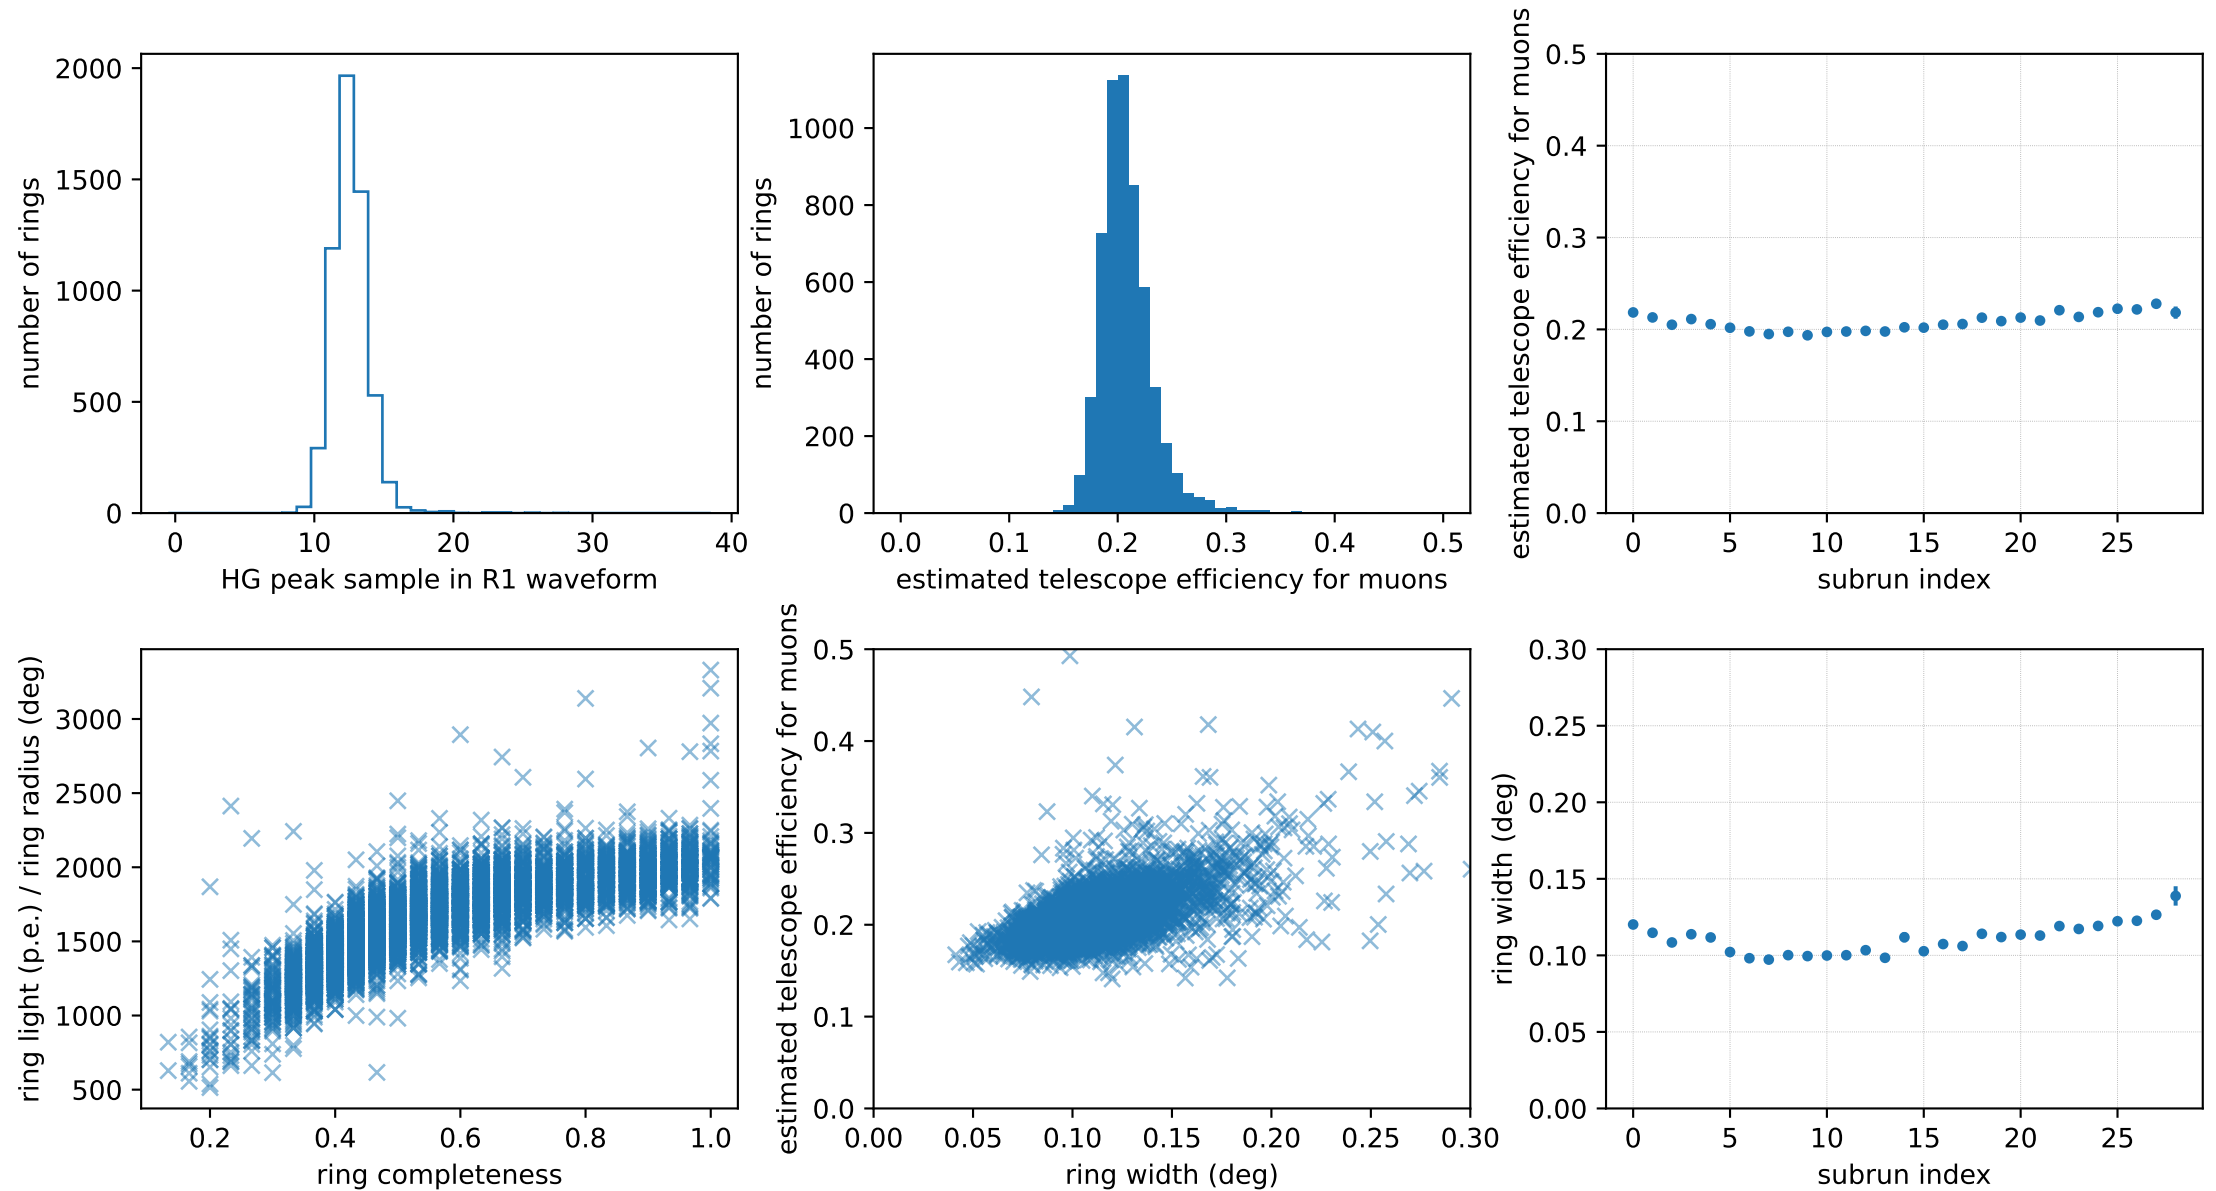 2000
1500
1000
500
0
number of rings
0 10 20 30 40
HG peak sample in R1 waveform
1000
800
600
400
200
0
number of rings
0.0 0.1 0.2 0.3 0.4 0.5
estimated telescope efficiency for muons
0.5
0.4
0.3
0.2
0.1
0.0
estimated telescope efficiency for muons
0 5 10 15 20 25
subrun index
3000
2500
2000
1500
1000
500
ring light (p.e.) / ring radius (deg)
0.2 0.4 0.6 0.8 1.0
ring completeness
0.5
0.4
0.3
0.2
0.1
0.0
estimated telescope efficiency for muons
0.00 0.05 0.10 0.15 0.20 0.25 0.30
ring width (deg)
0.30
0.25
0.20
0.15
0.10
0.05
0.00
ring width (deg)
0 5 10 15 20 25
subrun index